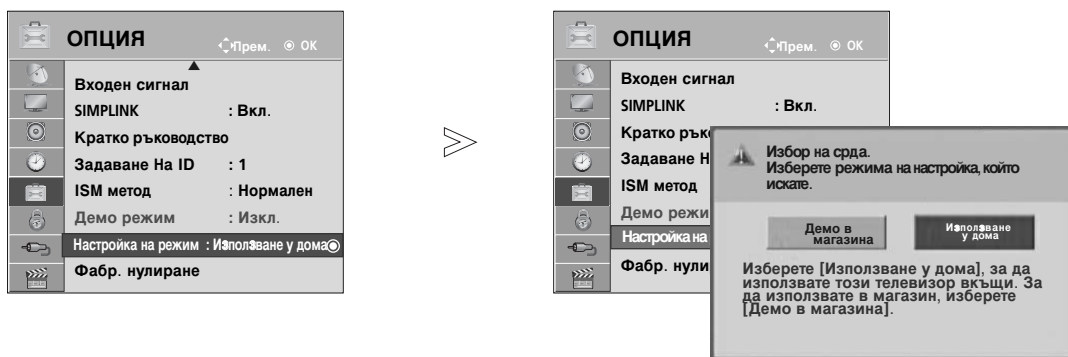 ОПЦИЯ
Прем. OK
Входен сигнал
SIMPLINK : Вкл.
Кратко ръководство
Задаване На ID : 1
ISM метод : Нормален
Демо режим : Изкл.
Настройка на режим : Използване у дома
Фабр. нулиране
ОПЦИЯ
Прем. OK
Входен сигнал
SIMPLINK : Вкл.
Кратко ръко
Задаване Н
ISM метод
Демо режи
Настройка на
Фабр. нули
Избор на срда.
Изберете режима на настройка, който
искате.
Демо в
магазина
Използване
у дома
Изберете [Използване у дома], за да
използвате този телевизор вкъщи. За
да използвате в магазин, изберете
[Демо в магазина].